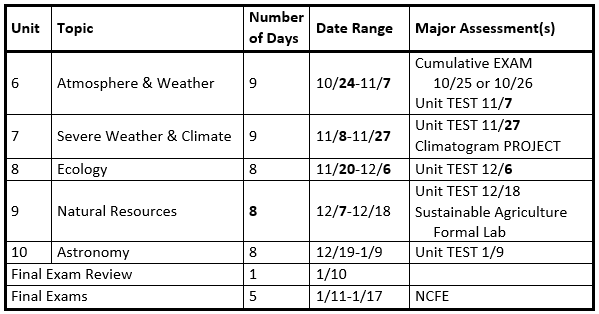 Unit Topic Number of Days Date Range Major Assessment(s)
6 Atmosphere & Weather 9 10/24-11/7 Cumulative EXAM
10/25 or 10/26
Unit TEST 11/7
7 Severe Weather & Climate 9 11/8-11/27 Unit TEST 11/27
Climatogram PROJECT
8 Ecology 8 11/20-12/6 Unit TEST 12/6
9 Natural Resources 8 12/7-12/18 Unit TEST 12/18
Sustainable Agriculture
Formal Lab
10 Astronomy 8 12/19-1/9 Unit TEST 1/9
Final Exam Review 1 1/10
Final Exams 5 1/11-1/17 NCFE